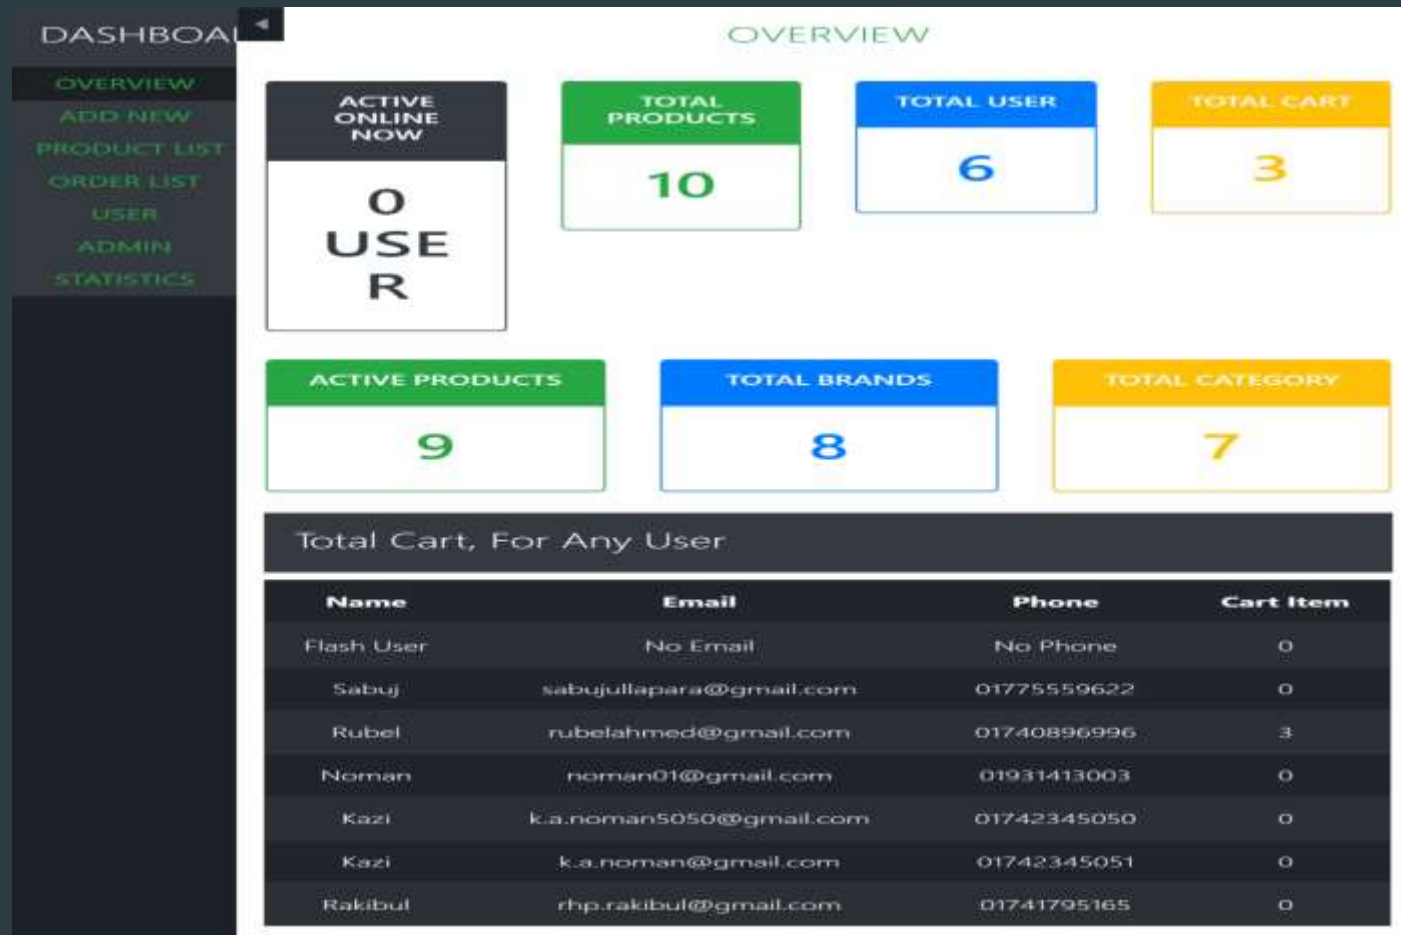 DASHBOA
OVERVIEW
ADD NEW
PRODUCT LIST
ORDER LIST
USER
ADMIN
STATISTICS
OVERVIEW
ACTIVE
ONLINE
NOW
0
USE
R
TOTAL
PRODUCTS
10
TOTAL USER
6
TOTAL CART
3
ACTIVE PRODUCTS
9
TOTAL BRANDS
8
TOTAL CATEGORY
7
Total Cart, For Any User
Name Email Phone Cart Item
Flash User No Email No Phone 0
Sabuj sabujullapara@gmail.com 01775559622 0
Rubel rubelahmed@gmail.com 01740896996 3
Noman noman01@gmail.com 01931413003 0
Kazi k.a.noman5050@gmail.com 01742345050 0
Kazi k.a.noman@gmail.com 01742345051 0
Rakibul rhp.rakibul@gmail.com 01741795165 0